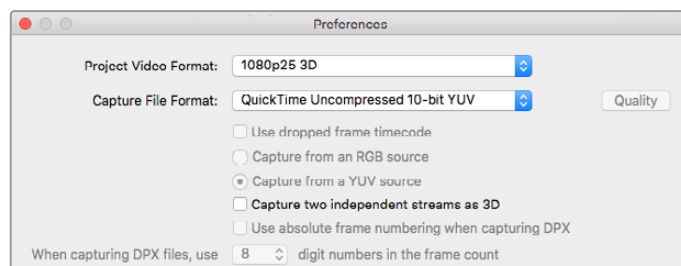 Preferences
Project Video Format: 1080p25 3D
Capture File Format: QuickTime Uncompressed 10-bit YUV Quality
Use dropped frame timecode
Capture from an RGB source
Capture from a YUV source
Capture two independent streams as 3D
Use absolute frame numbering when capturing DPX
When capturing DPX files, use 8 digit numbers in the frame count